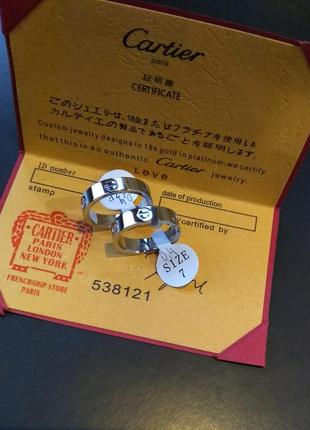 Cartier
paris
証明書
CERTIFICATE
このジュエリーは、18金またはフラチナを使用した
カルティエの製品であることを証明します。
Custom jewelry designs in 18k gold in platinum, we certify
that this is an authentic Cartier jewelry.
Love
ID number
date of production
stamp
certified by
CARTIER
PARIS
LONDON
NEW YORK
FRENCHSHIP STORE
PARIS
538121
SIZE
7